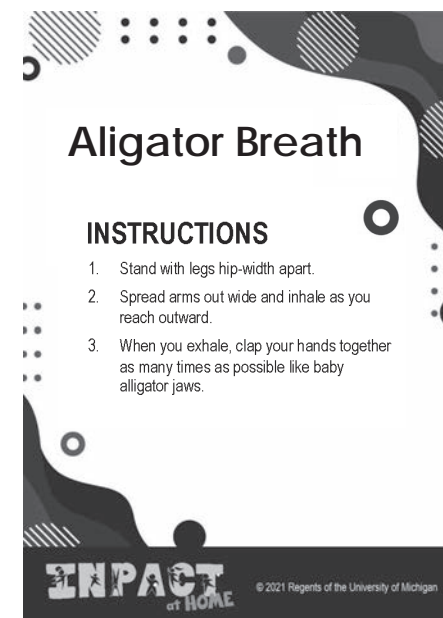 Aligator Breath
INSTRUCTIONS
1. Stand with legs hip-width apart.
2. Spread arms out wide and inhale as you
reach outward.
3. When you exhale, clap your hands together
as many times as possible like baby
alligator jaws.
INPACT
at HOME
© 2021 Regents of the University of Michigan